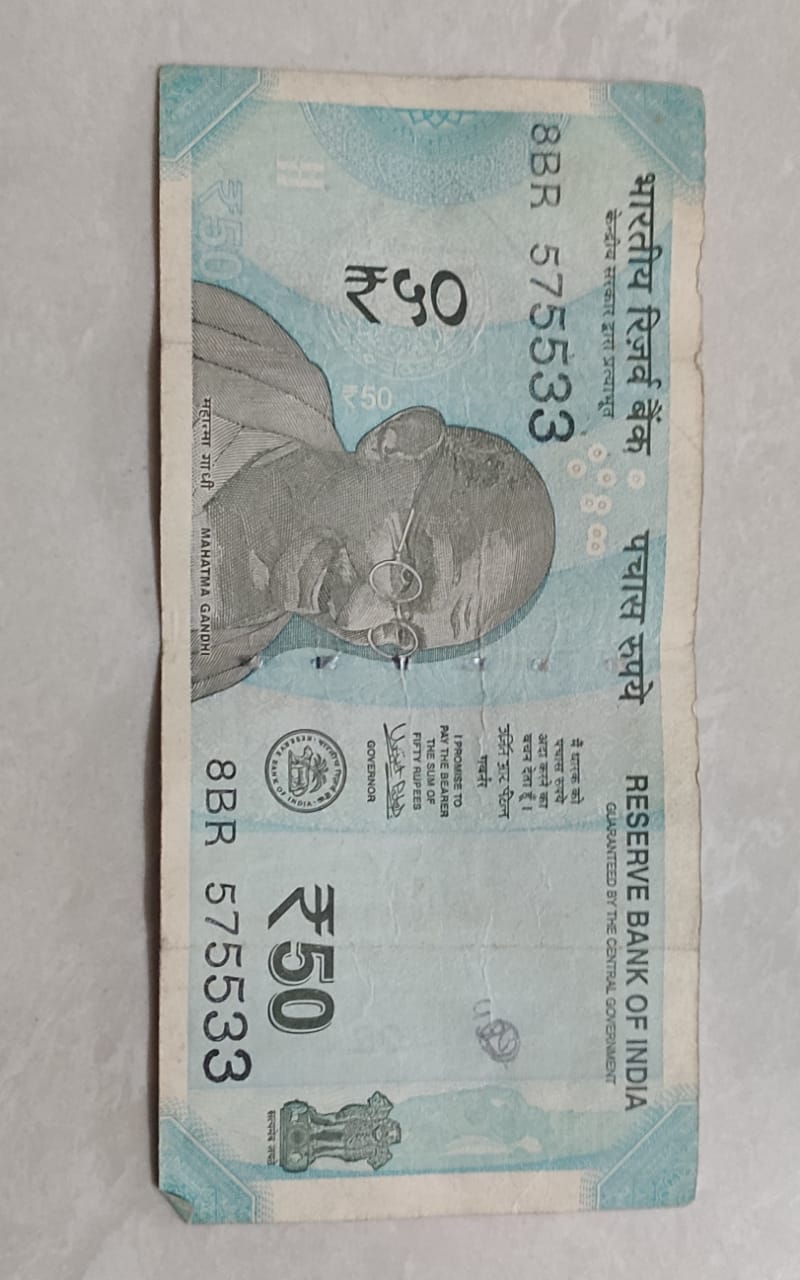 भारतीय रिज़र्व बैंक
केन्द्रीय सरकार द्वारा प्रत्याभूत
पचास रुपये
RESERVE BANK OF INDIA
GUARANTEED BY THE CENTRAL GOVERNMENT
8BR 575533
₹५०
₹50
₹50
मैं धारक को
पचास रुपये
अदा करने का
वचन देता हूँ ।
उर्जित आर पटेल
गवर्नर
I PROMISE TO
PAY THE BEARER
THE SUM OF
FIFTY RUPEES
GOVERNOR
भारतीय रिज़र्व बैंक
RESERVE BANK OF INDIA
₹50
सत्यमेव जयते
8BR 575533
महात्मा गांधी
MAHATMA GANDHI